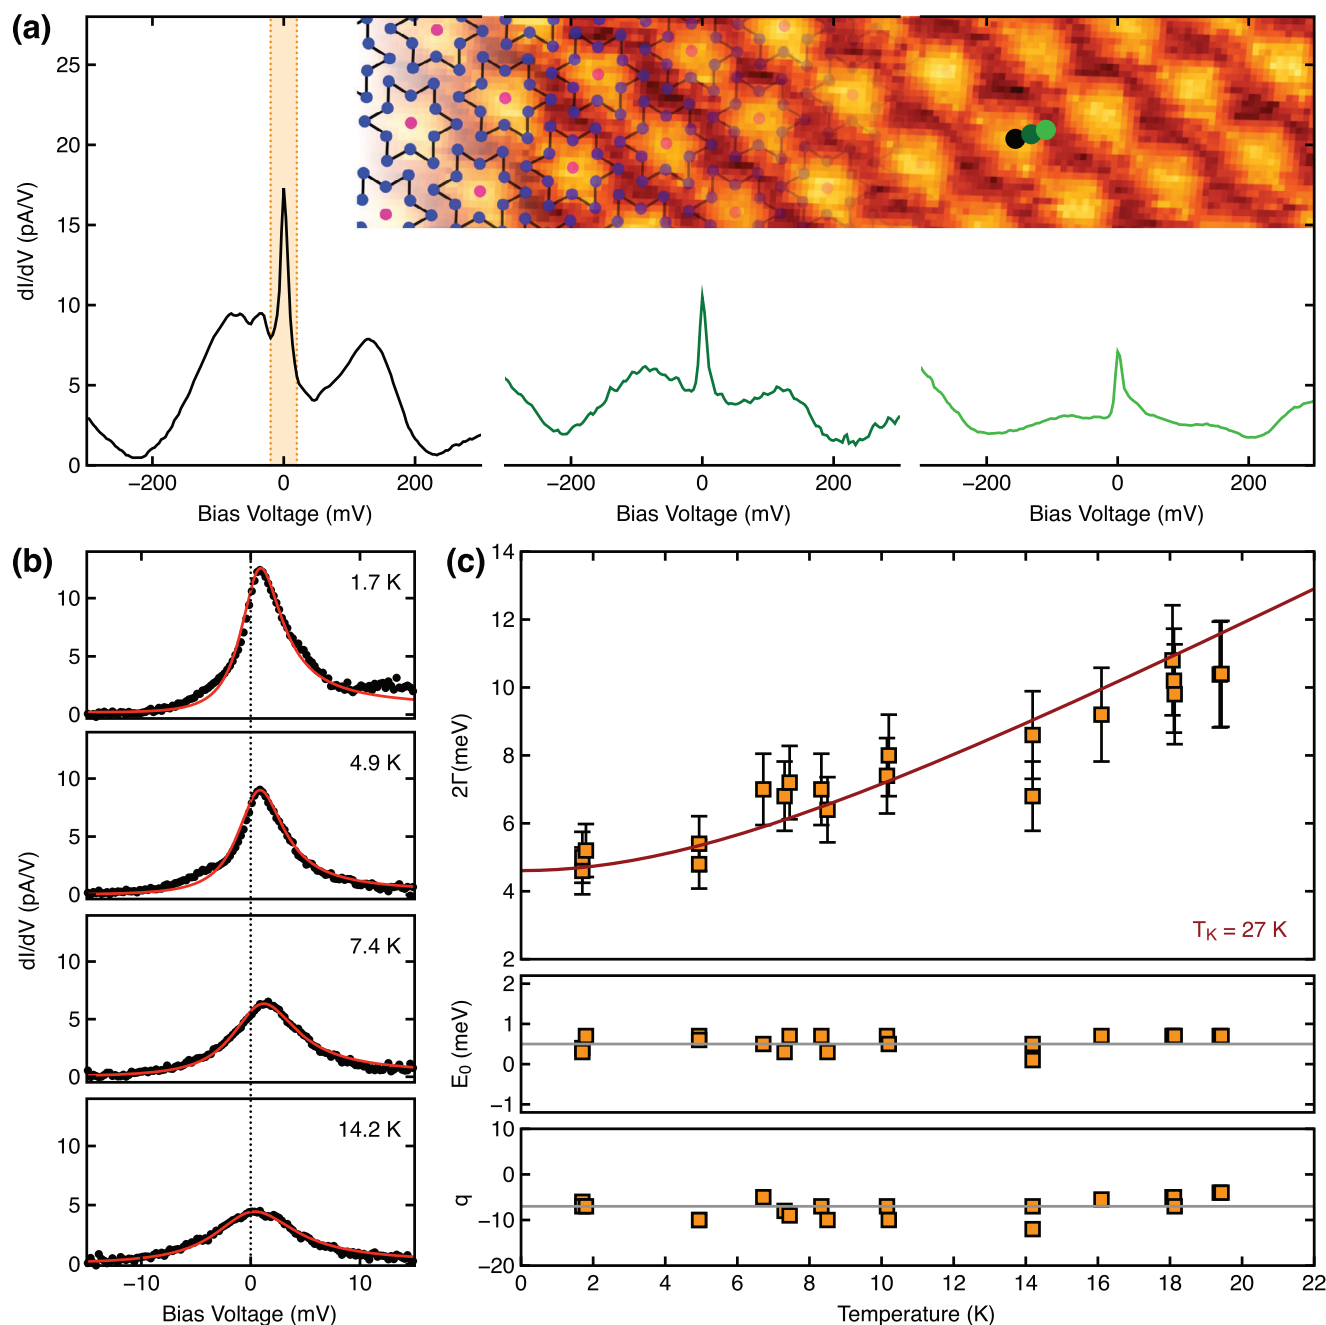 (a)
25
20
15
10
5
0
dI/dV (pA/V)
−200 0 200
Bias Voltage (mV)
−200 0 200
Bias Voltage (mV)
−200 0 200
Bias Voltage (mV)
(b)
1.7 K
10
5
0
4.9 K
10
5
0
7.4 K
10
5
0
14.2 K
10
5
0
dI/dV (pA/V)
−10 0 10
Bias Voltage (mV)
(c)
14
12
10
8
6
4
2
2Γ(meV)
T_K = 27 K
2
1
0
−1
E₀ (meV)
10
0
−10
−20
q
0 2 4 6 8 10 12 14 16 18 20 22
Temperature (K)